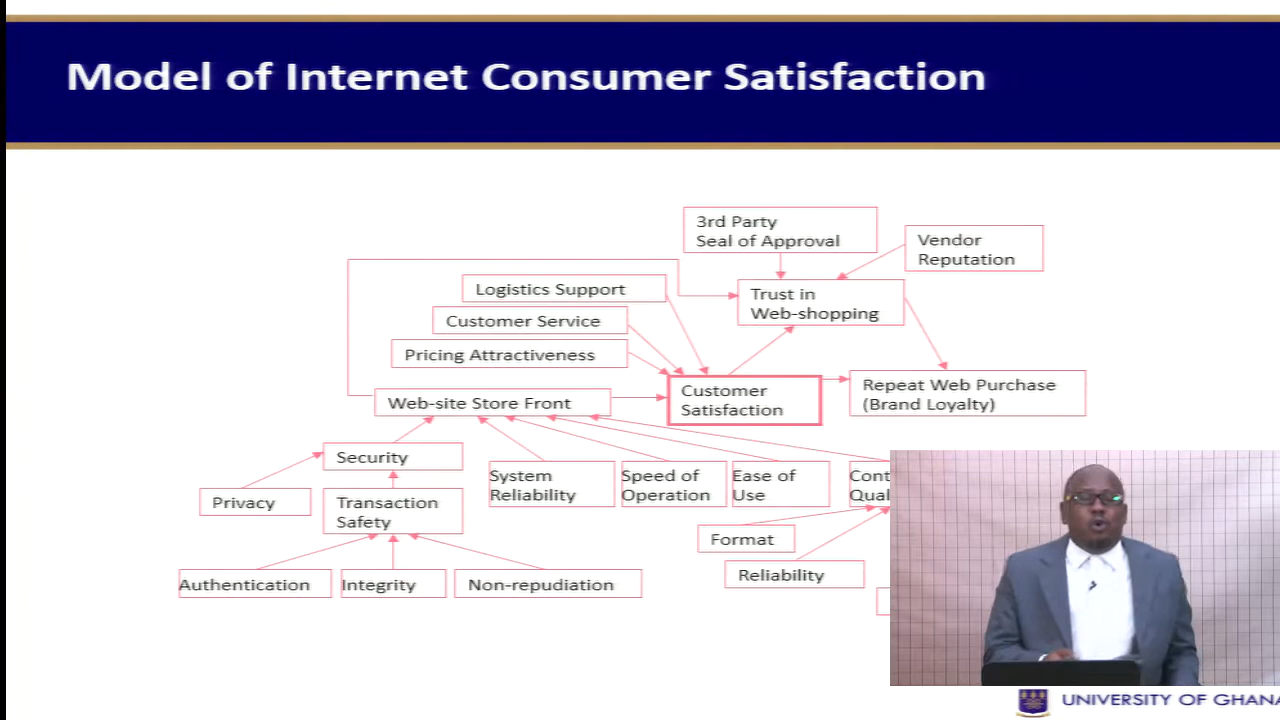 Model of Internet Consumer Satisfaction
3rd Party
Seal of Approval
Vendor
Reputation
Logistics Support
Trust in
Web-shopping
Customer Service
Pricing Attractiveness
Customer
Satisfaction
Repeat Web Purchase
(Brand Loyalty)
Web-site Store Front
Security
System
Reliability
Speed of
Operation
Ease of
Use
Cont
Qual
Privacy
Transaction
Safety
Format
Reliability
Authentication
Integrity
Non-repudiation
UNIVERSITY OF GHANA